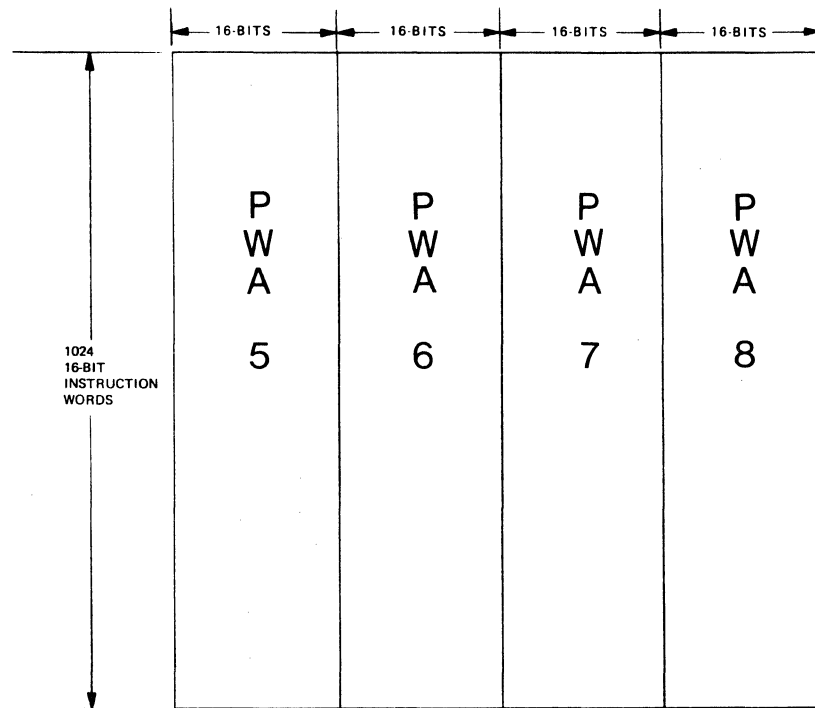 16-BITS 16-BITS 16-BITS 16-BITS
P P P P
W W W W
A A A A
5 6 7 8
1024
16-BIT
INSTRUCTION
WORDS